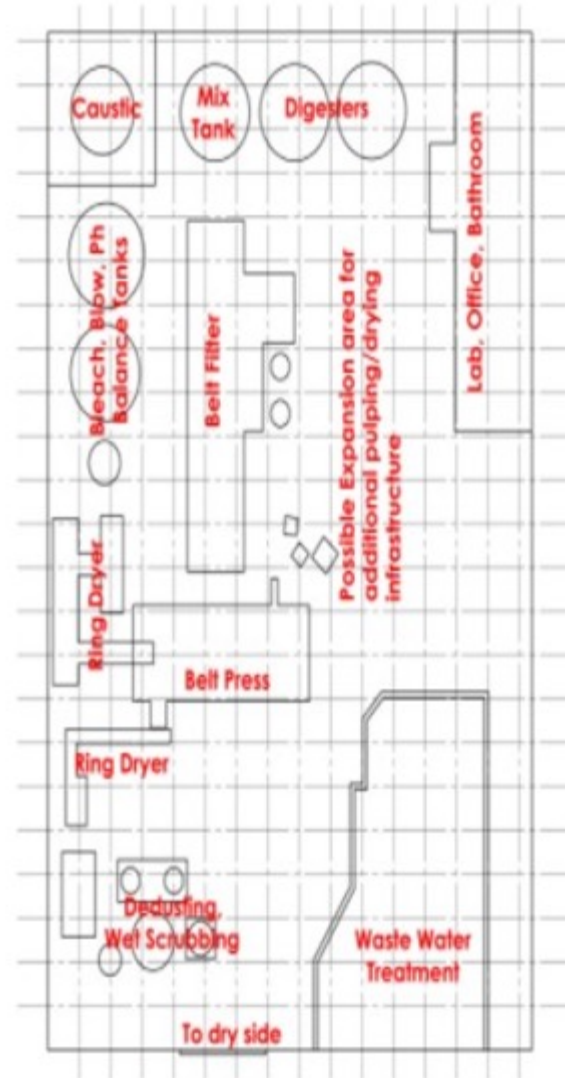 Caustic
Mix
Tank
Digesters
Lab, Office, Bathroom
Bleach, Blow, Ph
Balance Tanks
Belt Filter
Possible Expansion area for
additional pulping/drying
infrastructure
Ring Dryer
Belt Press
Ring Dryer
Dedusting,
Wet Scrubbing
Waste Water
Treatment
To dry side